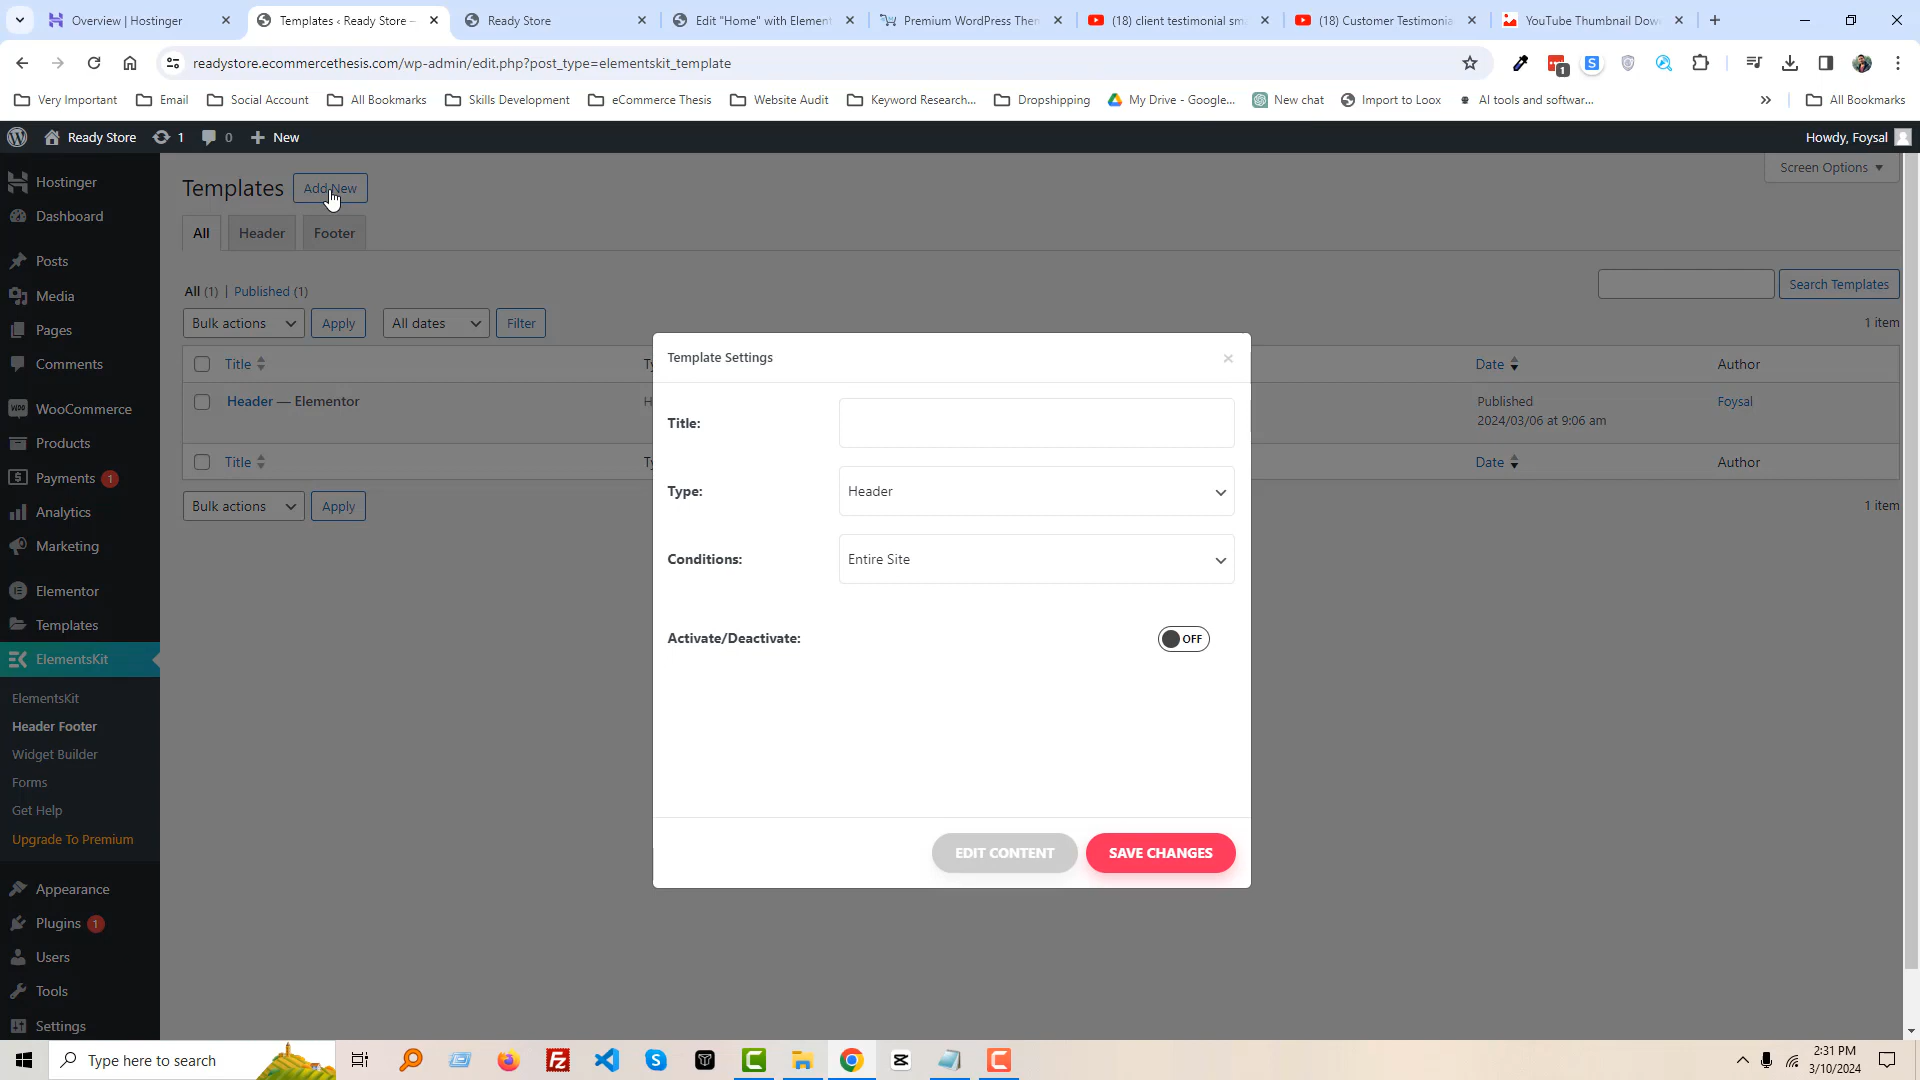 Overview | Hostinger
Templates ‹ Ready Store –
Ready Store
Edit "Home" with Element
Premium WordPress Then
(18) client testimonial sm
(18) Customer Testimonia
YouTube Thumbnail Dow
readystore.ecommercethesis.com/wp-admin/edit.php?post_type=elementskit_template
1
Very Important
Email
Social Account
All Bookmarks
Skills Development
eCommerce Thesis
Website Audit
Keyword Research...
Dropshipping
My Drive - Google...
New chat
Import to Loox
AI tools and softwar...
»
All Bookmarks
Ready Store
1
0
New
Howdy, Foysal
Hostinger
Dashboard
Posts
Media
Pages
Comments
WooCommerce
Products
Payments 1
Analytics
Marketing
Elementor
Templates
ElementsKit
ElementsKit
Header Footer
Widget Builder
Forms
Get Help
Upgrade To Premium
Appearance
Plugins 1
Users
Tools
Settings
Templates
Add New
Screen Options
All
Header
Footer
All (1) | Published (1)
Search Templates
Bulk actions
Apply
All dates
Filter
1 item
Title
Date
Author
Header — Elementor
Published
2024/03/06 at 9:06 am
Foysal
Title
Date
Author
Bulk actions
Apply
1 item
Template Settings
×
Title:
Type:
Header
Conditions:
Entire Site
Activate/Deactivate:
OFF
EDIT CONTENT
SAVE CHANGES
Type here to search
2:31 PM
3/10/2024